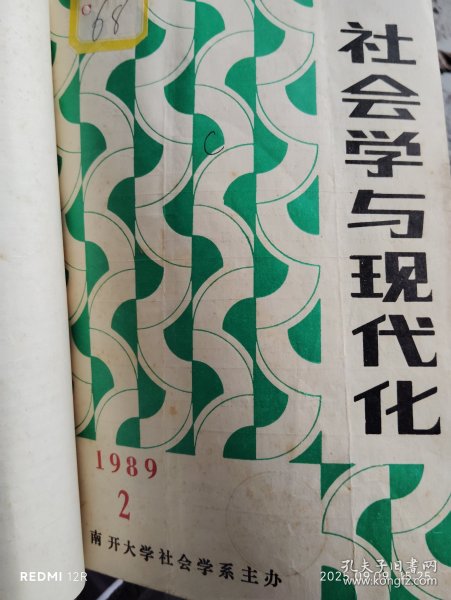 68
社会学与现代化
1989
2
南开大学社会学系主办
REDMI 12R
孔夫子旧书网